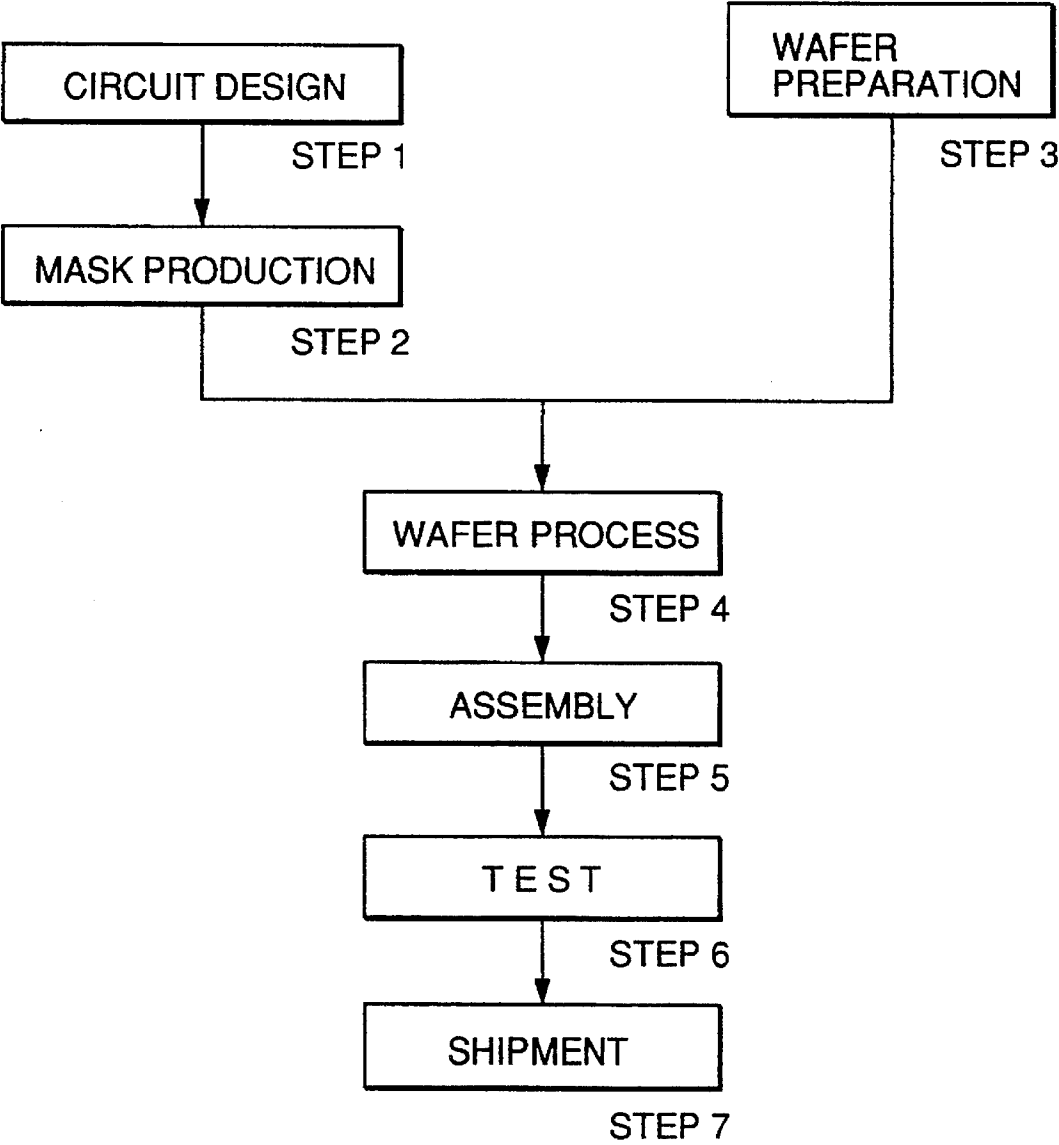 CIRCUIT DESIGN
STEP 1
MASK PRODUCTION
STEP 2
WAFER
PREPARATION
STEP 3
WAFER PROCESS
STEP 4
ASSEMBLY
STEP 5
TEST
STEP 6
SHIPMENT
STEP 7